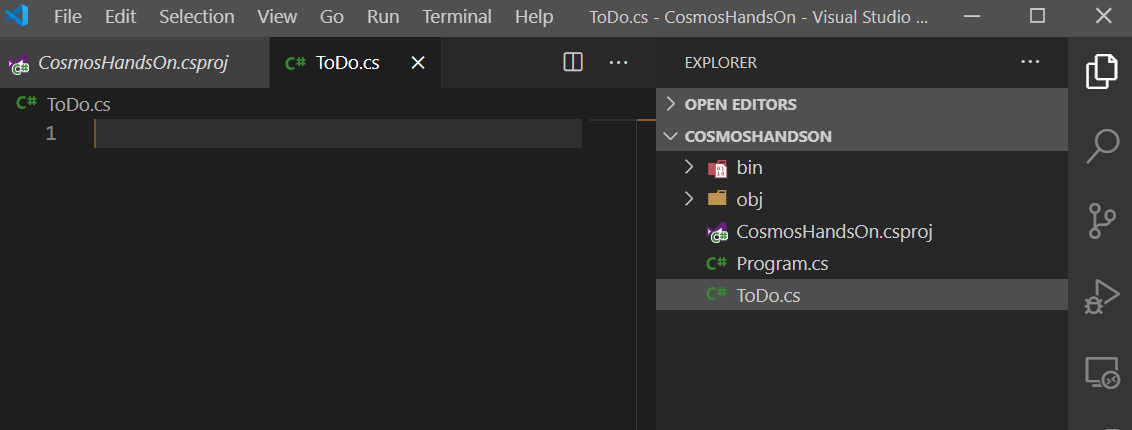 File Edit Selection View Go Run Terminal Help ToDo.cs - CosmosHandsOn - Visual Studio ...
CosmosHandsOn.csproj ToDo.cs
ToDo.cs
1
EXPLORER
OPEN EDITORS
COSMOSHANDSON
bin
obj
CosmosHandsOn.csproj
Program.cs
ToDo.cs